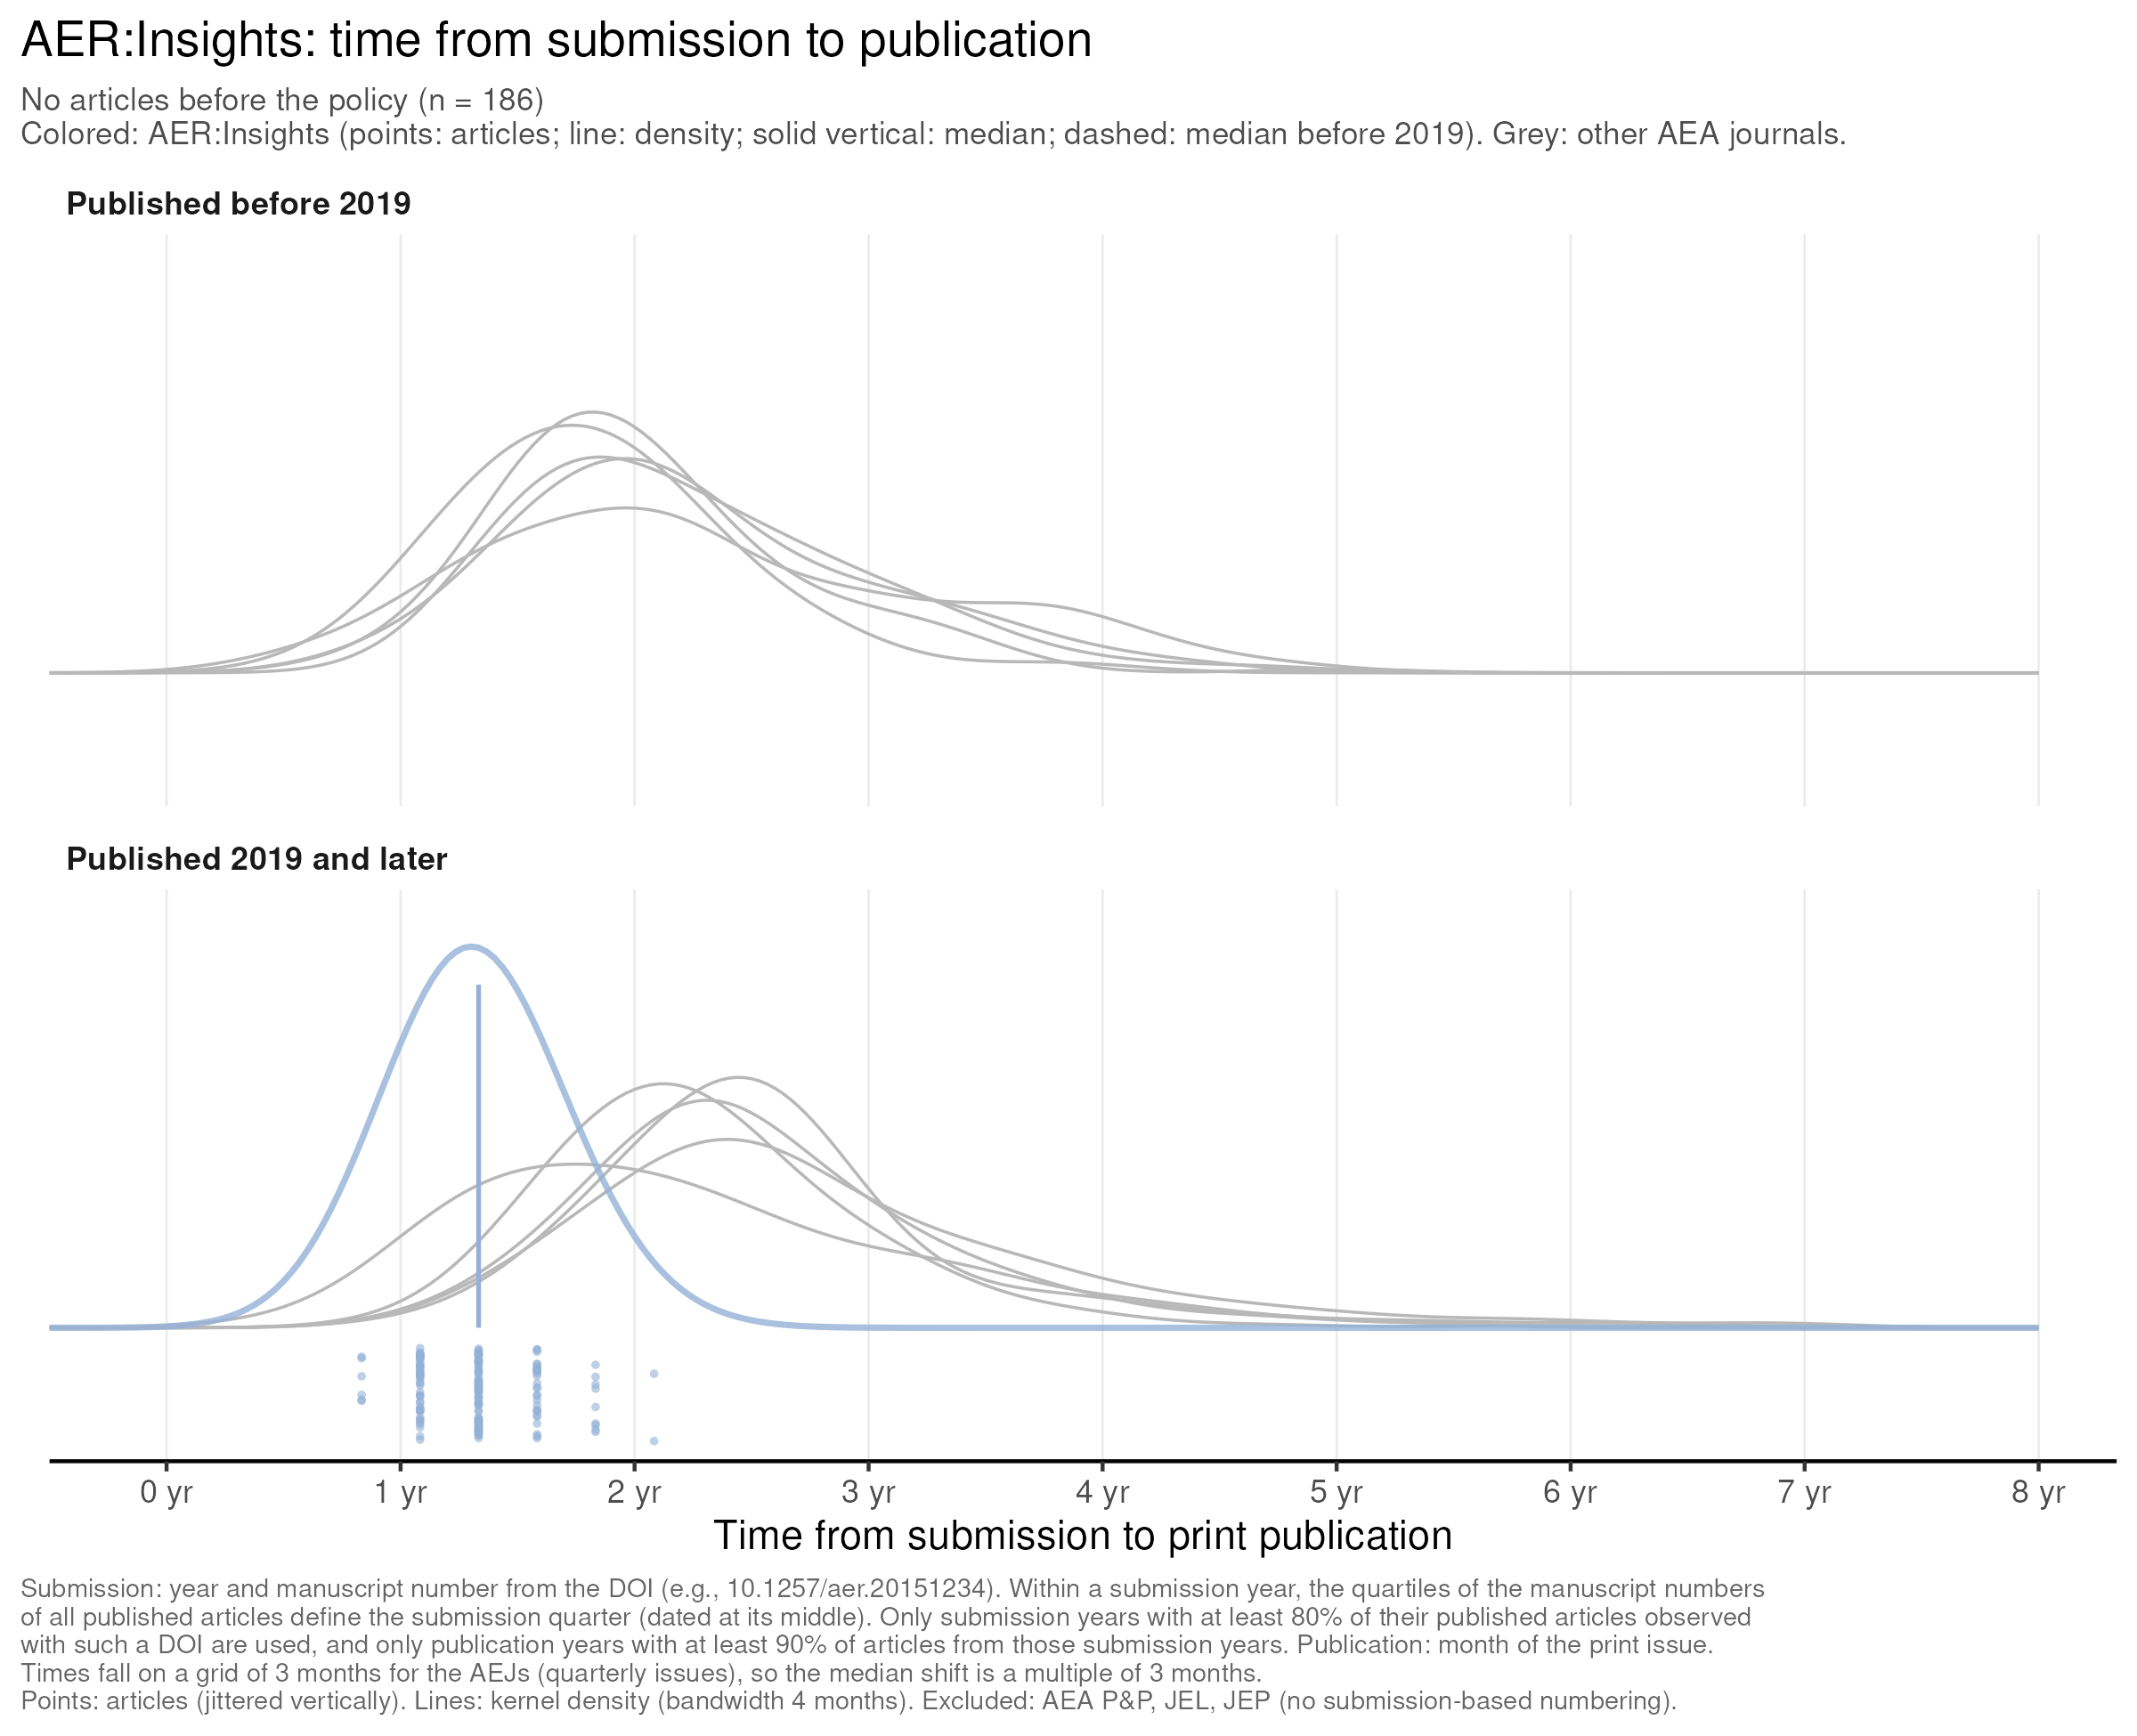 AER:Insights: time from submission to publication
No articles before the policy (n = 186)
Colored: AER:Insights (points: articles; line: density; solid vertical: median; dashed: median before 2019). Grey: other AEA journals.
Published before 2019
Published 2019 and later
0 yr 1 yr 2 yr 3 yr 4 yr 5 yr 6 yr 7 yr 8 yr
Time from submission to print publication
Submission: year and manuscript number from the DOI (e.g., 10.1257/aer.20151234). Within a submission year, the quartiles of the manuscript numbers
of all published articles define the submission quarter (dated at its middle). Only submission years with at least 80% of their published articles observed
with such a DOI are used, and only publication years with at least 90% of articles from those submission years. Publication: month of the print issue.
Times fall on a grid of 3 months for the AEJs (quarterly issues), so the median shift is a multiple of 3 months.
Points: articles (jittered vertically). Lines: kernel density (bandwidth 4 months). Excluded: AEA P&P, JEL, JEP (no submission-based numbering).